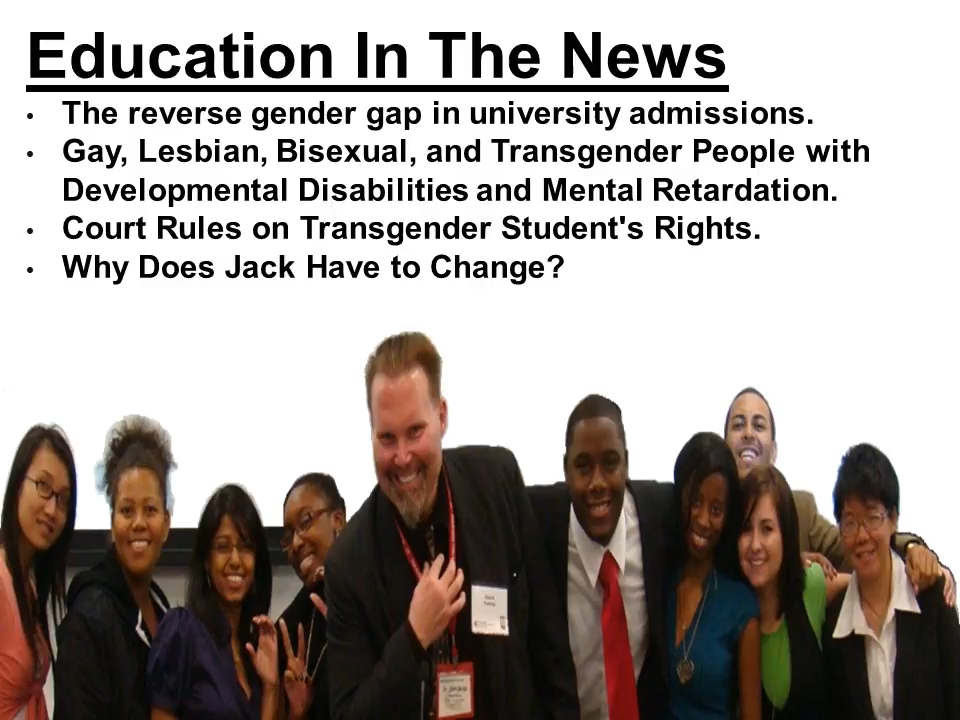 Education In The News
• The reverse gender gap in university admissions.
• Gay, Lesbian, Bisexual, and Transgender People with
Developmental Disabilities and Mental Retardation.
• Court Rules on Transgender Student's Rights.
• Why Does Jack Have to Change?